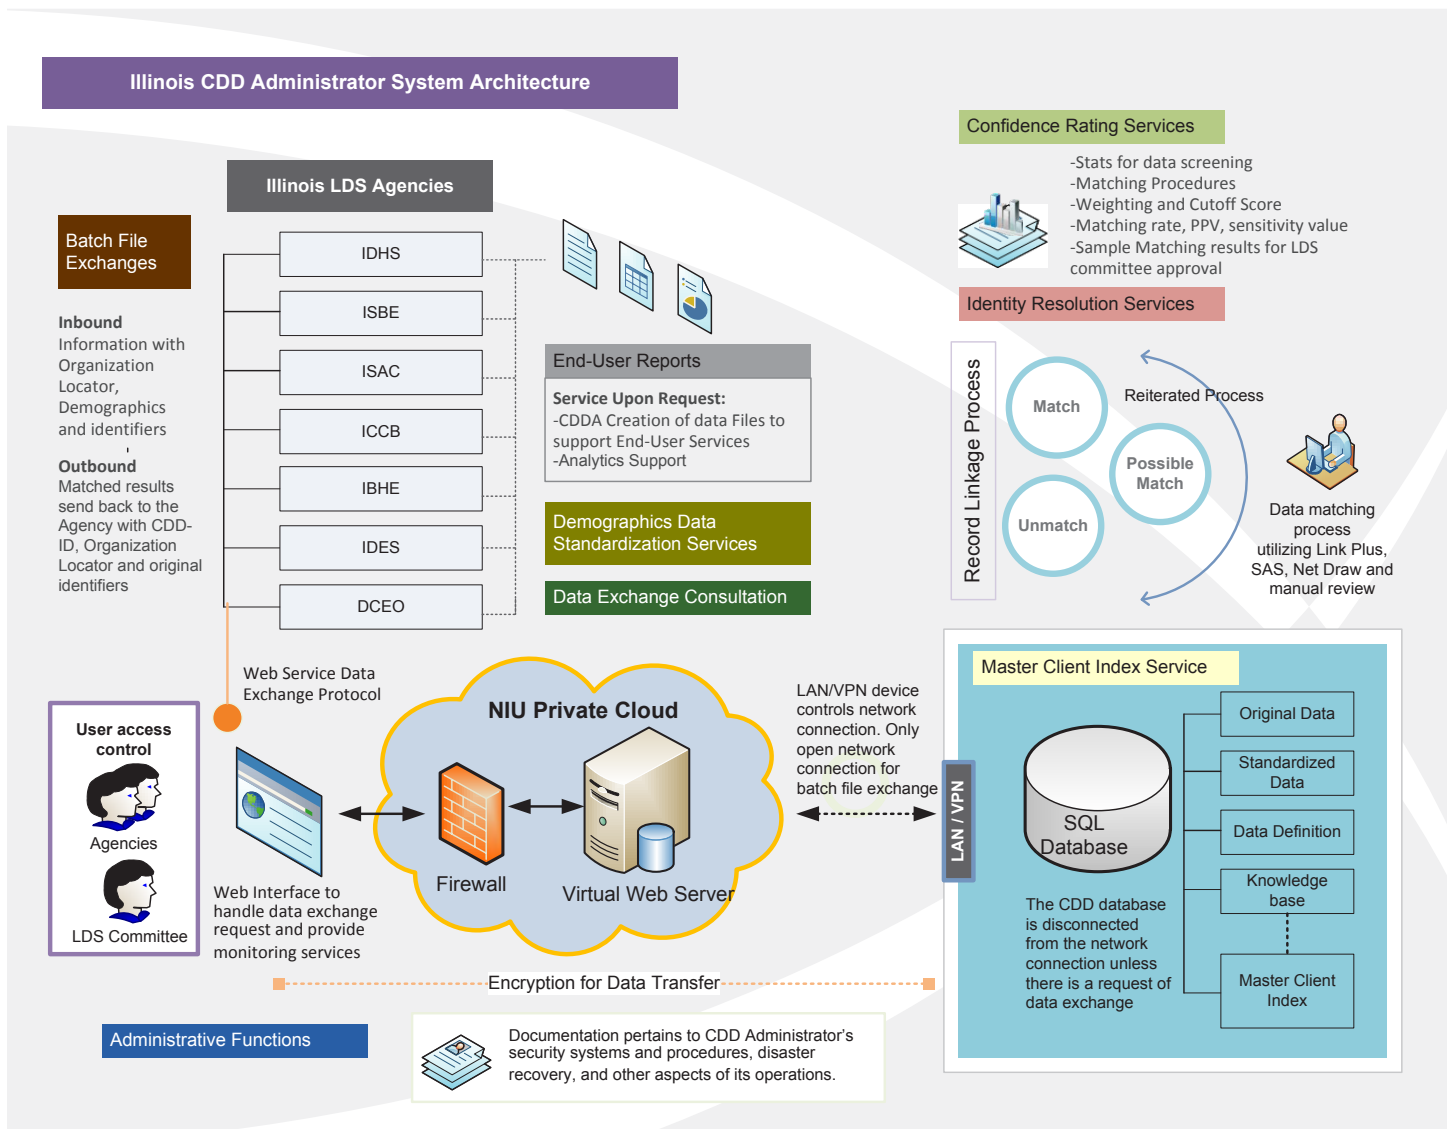 Illinois CDD Administrator System Architecture
Illinois LDS Agencies
Batch File
Exchanges
Inbound
Information with
Organization
Locator,
Demographics
and identifiers
Outbound
Matched results
send back to the
Agency with CDD-
ID, Organization
Locator and original
identifiers
IDHS
ISBE
ISAC
ICCB
IBHE
IDES
DCEO
End-User Reports
Service Upon Request:
-CDDA Creation of data Files to
support End-User Services
-Analytics Support
Demographics Data
Standardization Services
Data Exchange Consultation
Confidence Rating Services
-Stats for data screening
-Matching Procedures
-Weighting and Cutoff Score
-Matching rate, PPV, sensitivity value
-Sample Matching results for LDS
committee approval
Identity Resolution Services
Record Linkage Process
Match
Possible
Match
Unmatch
Reiterated Process
Data matching
process
utilizing Link Plus,
SAS, Net Draw and
manual review
Web Service Data
Exchange Protocol
User access
control
Agencies
LDS Committee
Web Interface to
handle data exchange
request and provide
monitoring services
NIU Private Cloud
Firewall
Virtual Web Server
LAN/VPN device
controls network
connection. Only
open network
connection for
batch file exchange
LAN / VPN
Master Client Index Service
SQL
Database
The CDD database
is disconnected
from the network
connection unless
there is a request of
data exchange
Original Data
Standardized
Data
Data Definition
Knowledge
base
Master Client
Index
Encryption for Data Transfer
Administrative Functions
Documentation pertains to CDD Administrator's
security systems and procedures, disaster
recovery, and other aspects of its operations.